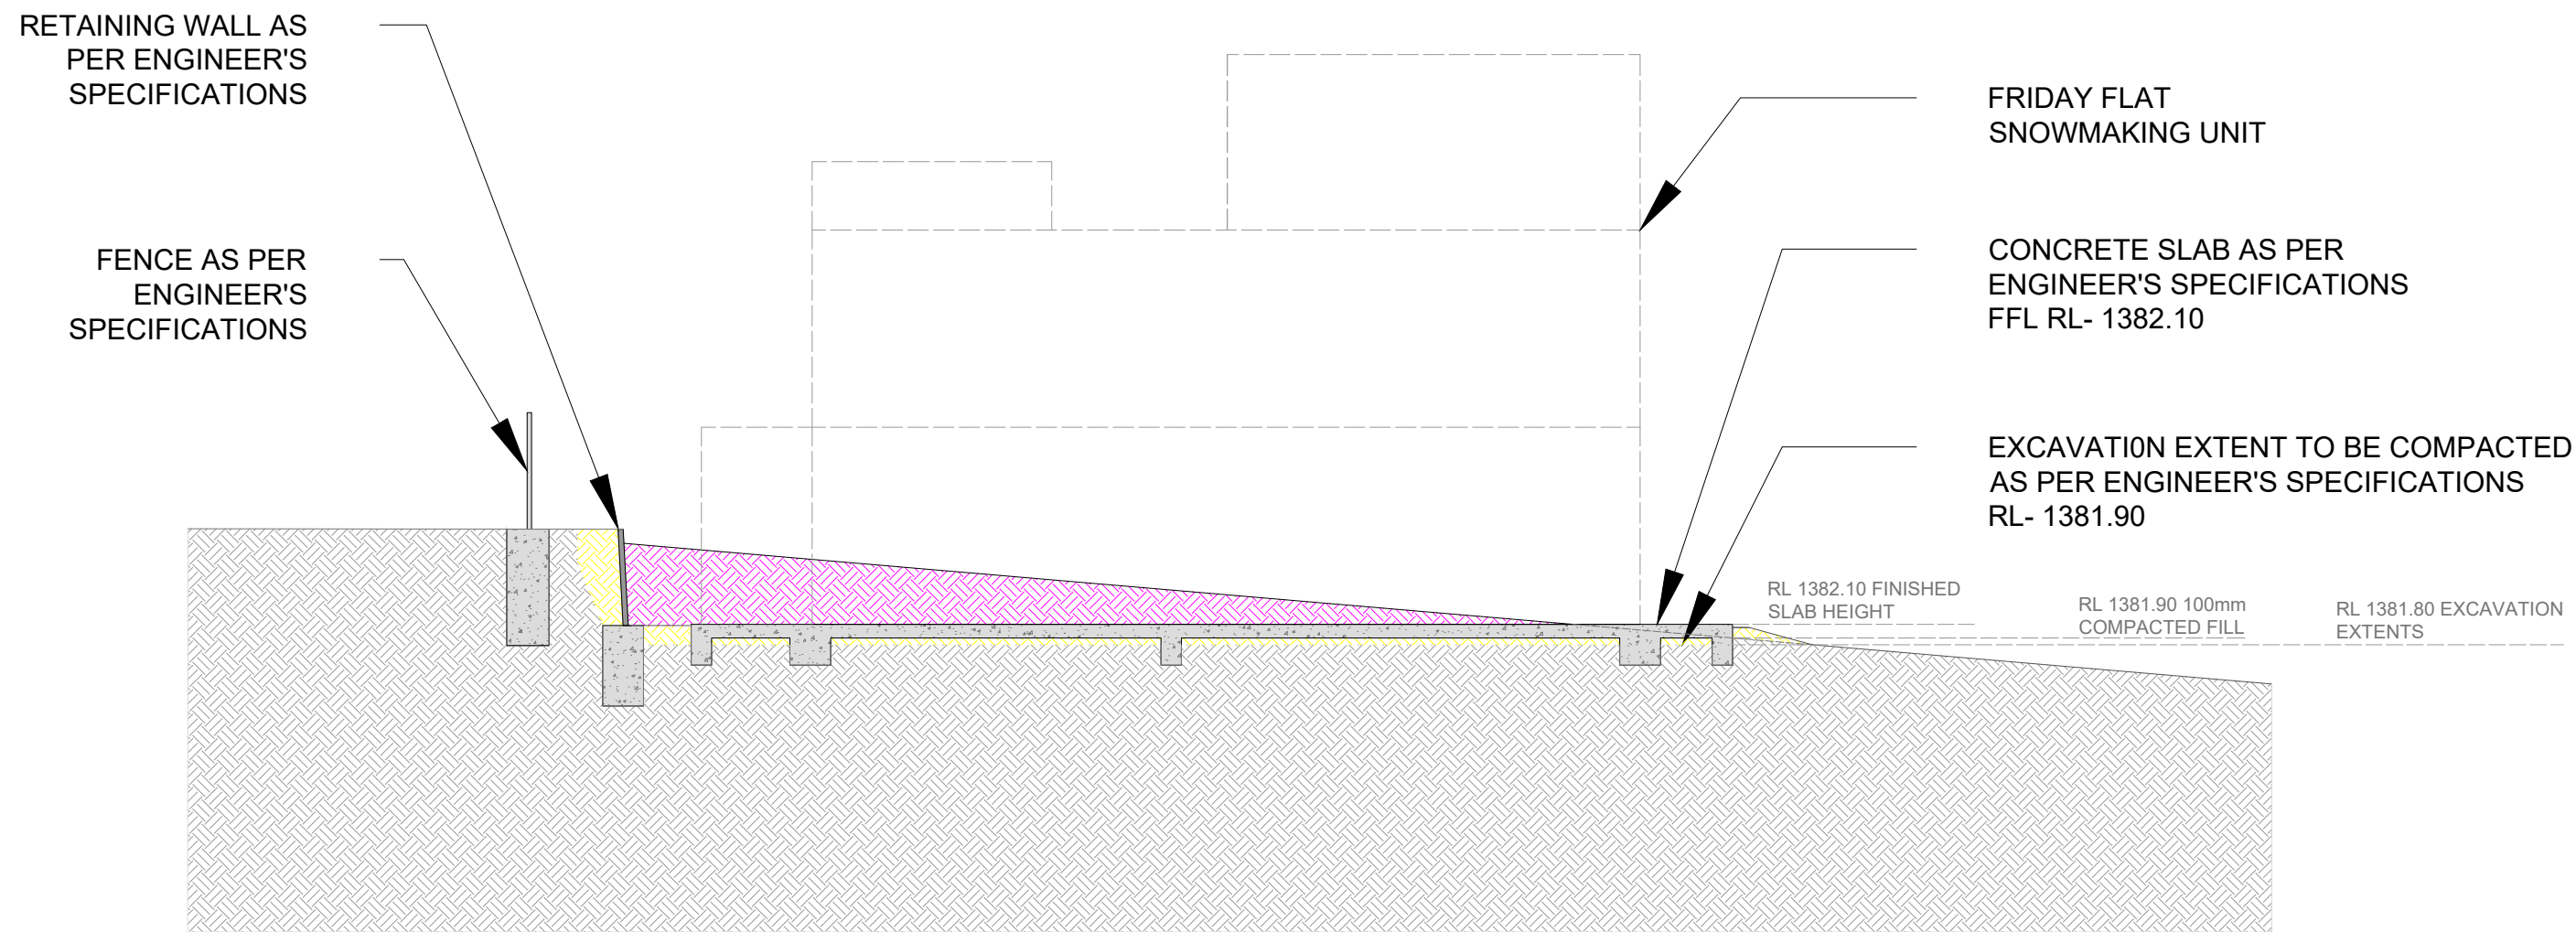 RETAINING WALL AS
PER ENGINEER'S
SPECIFICATIONS
FENCE AS PER
ENGINEER'S
SPECIFICATIONS
FRIDAY FLAT
SNOWMAKING UNIT
CONCRETE SLAB AS PER
ENGINEER'S SPECIFICATIONS
FFL RL- 1382.10
EXCAVATI0N EXTENT TO BE COMPACTED
AS PER ENGINEER'S SPECIFICATIONS
RL- 1381.90
RL 1382.10 FINISHED
SLAB HEIGHT
RL 1381.90 100mm
COMPACTED FILL
RL 1381.80 EXCAVATION
EXTENTS